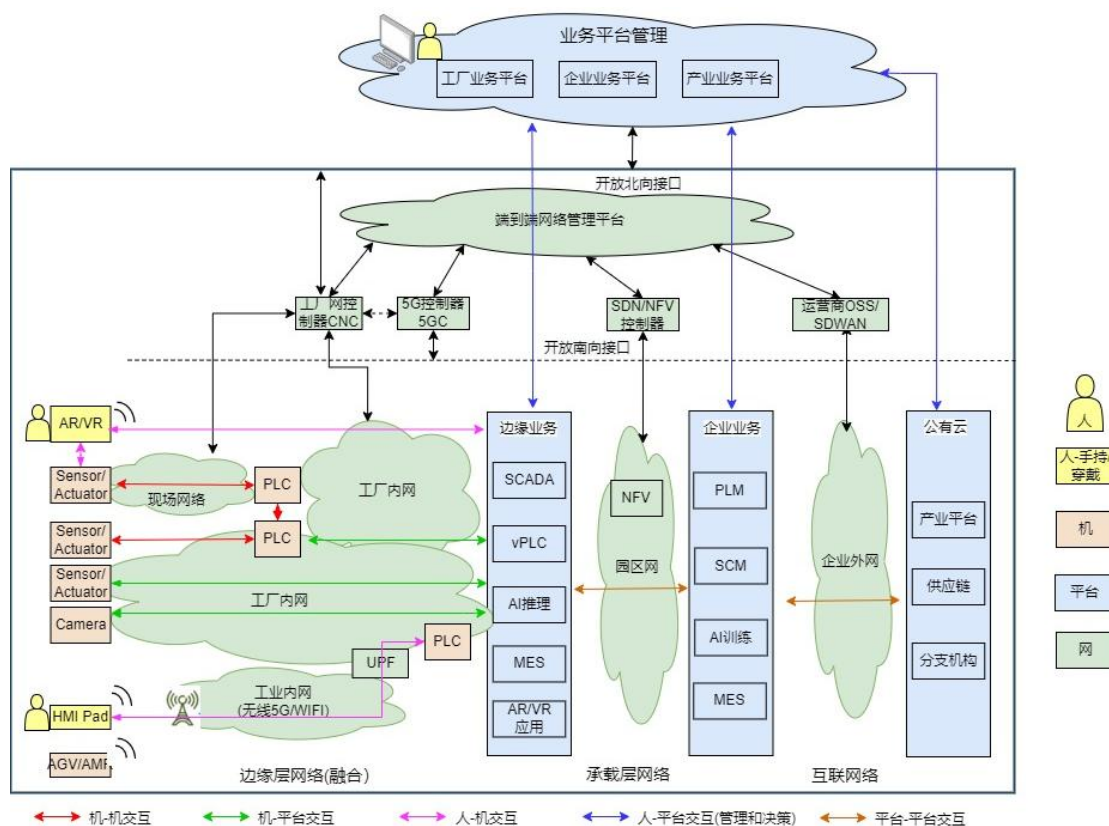 业务平台管理
工厂业务平台
企业业务平台
产业业务平台
开放北向接口
端到端网络管理平台
工厂网控
制器CNC
5G控制器
5GC
SDN/NFV
控制器
运营商OSS/
SDWAN
开放南向接口
AR/VR
Sensor/
Actuator
现场网络
PLC
工厂内网
Sensor/
Actuator
PLC
Sensor/
Actuator
工厂内网
Camera
PLC
UPF
工业内网
(无线5G/WIFI)
HMI Pad
AGV/AMR
边缘业务
SCADA
vPLC
AI推理
MES
AR/VR
应用
NFV
园区网
企业业务
PLM
SCM
AI训练
MES
企业外网
公有云
产业平台
供应链
分支机构
人
人-手持/
穿戴
机
平台
网
边缘层网络(融合)
承载层网络
互联网络
机-机交互
机-平台交互
人-机交互
人-平台交互(管理和决策)
平台-平台交互